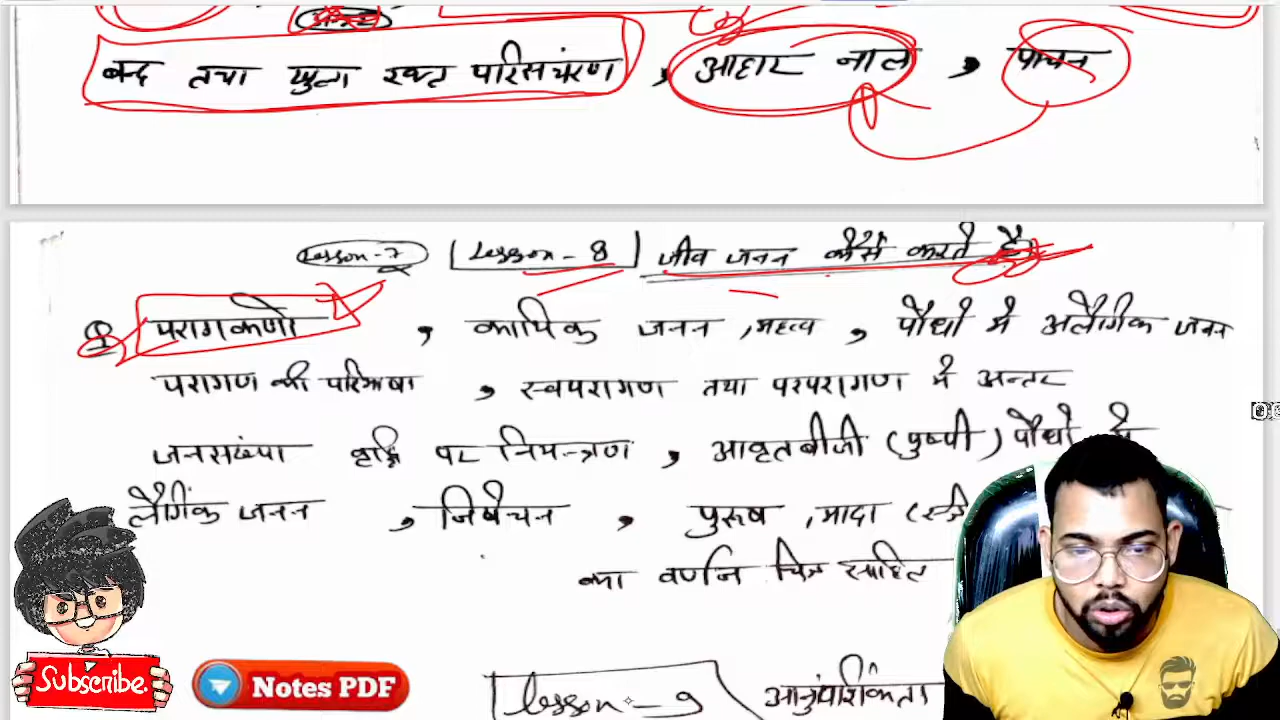 बन्द तथा खुला रक्त परिसंचरण , आहार नाल , पाचन
Lesson-7 Lesson-8 जीव जनन कैसे करते है।
परागकणो , कायिक जनन , महत्व , पौधो मे अलैंगिक जनन
परागण की परिभाषा , स्वपरागण तथा परपरागण मे अन्तर
जनसंख्या वृद्धि पर नियन्त्रण , आवृतबीजी (पुष्पी) पौधो मे
लैंगिक जनन , निषेचन , पुरूष , मादा (स्त्री
का वर्णन चित्र साहित
Subscribe.
Notes PDF
Lesson-9 आनुवंशिकता